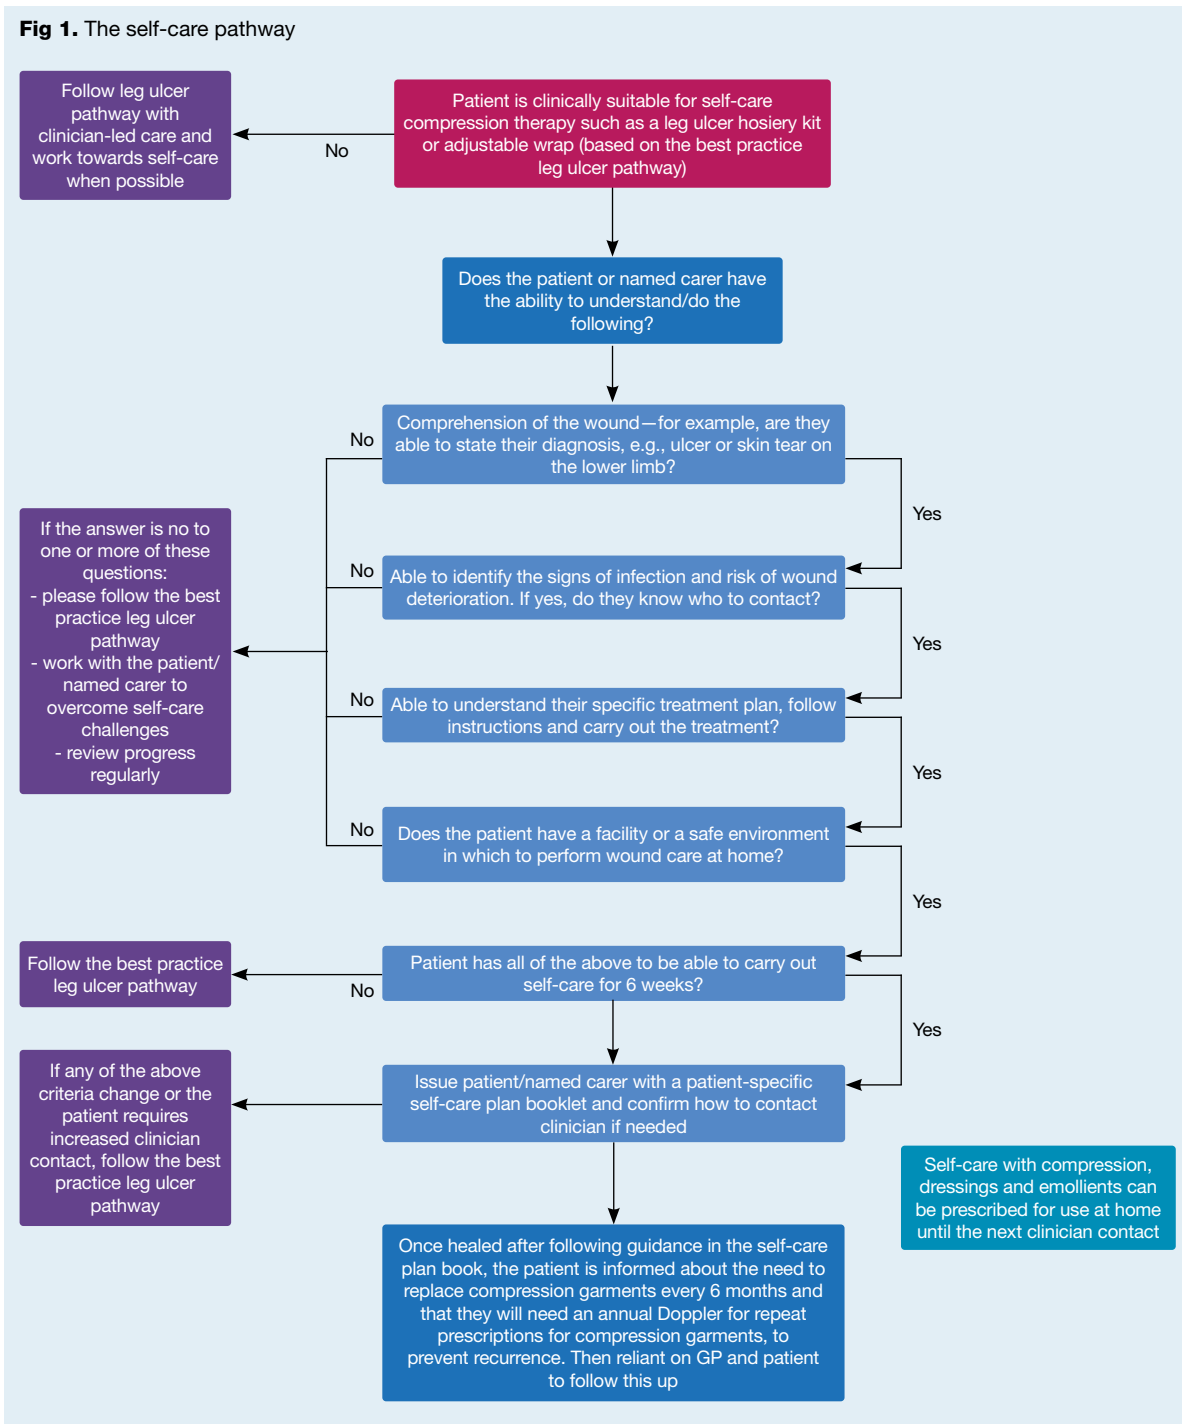 Fig 1. The self-care pathway
Follow leg ulcer
pathway with
clinician-led care and
work towards self-care
when possible
No
Patient is clinically suitable for self-care
compression therapy such as a leg ulcer hosiery kit
or adjustable wrap (based on the best practice
leg ulcer pathway)
Does the patient or named carer have
the ability to understand/do the
following?
No
Comprehension of the wound—for example, are they
able to state their diagnosis, e.g., ulcer or skin tear on
the lower limb?
Yes
If the answer is no to
one or more of these
questions:
- please follow the best
practice leg ulcer
pathway
- work with the patient/
named carer to
overcome self-care
challenges
- review progress
regularly
No
Able to identify the signs of infection and risk of wound
deterioration. If yes, do they know who to contact?
Yes
No
Able to understand their specific treatment plan, follow
instructions and carry out the treatment?
Yes
No
Does the patient have a facility or a safe environment
in which to perform wound care at home?
Yes
Follow the best practice
leg ulcer pathway
No
Patient has all of the above to be able to carry out
self-care for 6 weeks?
Yes
If any of the above
criteria change or the
patient requires
increased clinician
contact, follow the best
practice leg ulcer
pathway
Issue patient/named carer with a patient-specific
self-care plan booklet and confirm how to contact
clinician if needed
Self-care with compression,
dressings and emollients can
be prescribed for use at home
until the next clinician contact
Once healed after following guidance in the self-care
plan book, the patient is informed about the need to
replace compression garments every 6 months and
that they will need an annual Doppler for repeat
prescriptions for compression garments, to
prevent recurrence. Then reliant on GP and patient
to follow this up